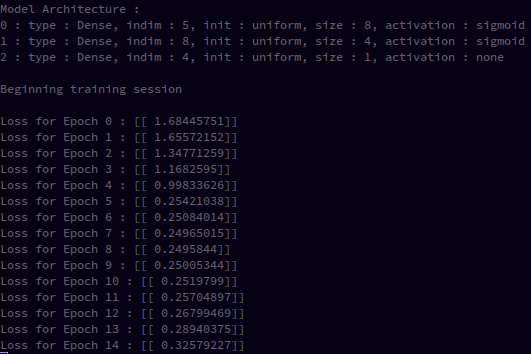 Model Architecture :
0 : type : Dense, indim : 5, init : uniform, size : 8, activation : sigmoid
1 : type : Dense, indim : 8, init : uniform, size : 4, activation : sigmoid
2 : type : Dense, indim : 4, init : uniform, size : 1, activation : none
Beginning training session
Loss for Epoch 0 : [[ 1.68445751]]
Loss for Epoch 1 : [[ 1.65572152]]
Loss for Epoch 2 : [[ 1.34771259]]
Loss for Epoch 3 : [[ 1.1682595]]
Loss for Epoch 4 : [[ 0.99833626]]
Loss for Epoch 5 : [[ 0.25421038]]
Loss for Epoch 6 : [[ 0.25084014]]
Loss for Epoch 7 : [[ 0.24965015]]
Loss for Epoch 8 : [[ 0.2495844]]
Loss for Epoch 9 : [[ 0.25005344]]
Loss for Epoch 10 : [[ 0.2519799]]
Loss for Epoch 11 : [[ 0.25704897]]
Loss for Epoch 12 : [[ 0.26799469]]
Loss for Epoch 13 : [[ 0.28940375]]
Loss for Epoch 14 : [[ 0.32579227]]